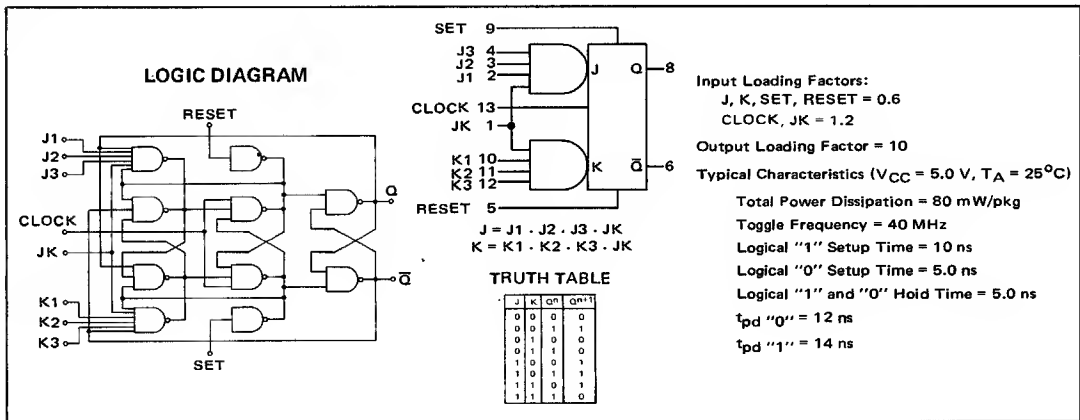 LOGIC DIAGRAM
RESET
J1
J2
J3
CLOCK
JK
K1
K2
K3
SET
Q
Q̅
SET 9
J3 4
J2 3
J1 2
CLOCK 13
JK 1
K1 10
K2 11
K3 12
RESET 5
J Q 8
K Q̅ 6
J = J1 · J2 · J3 · JK
K = K1 · K2 · K3 · JK
TRUTH TABLE
J K Qⁿ Qⁿ⁺¹
0 0 0 0
0 0 1 1
0 1 0 0
0 1 1 0
1 0 0 1
1 0 1 1
1 1 0 1
1 1 1 0
Input Loading Factors:
J, K, SET, RESET = 0.6
CLOCK, JK = 1.2
Output Loading Factor = 10
Typical Characteristics (VCC = 5.0 V, TA = 25°C)
Total Power Dissipation = 80 mW/pkg
Toggle Frequency = 40 MHz
Logical "1" Setup Time = 10 ns
Logical "0" Setup Time = 5.0 ns
Logical "1" and "0" Hold Time = 5.0 ns
tpd "0" = 12 ns
tpd "1" = 14 ns